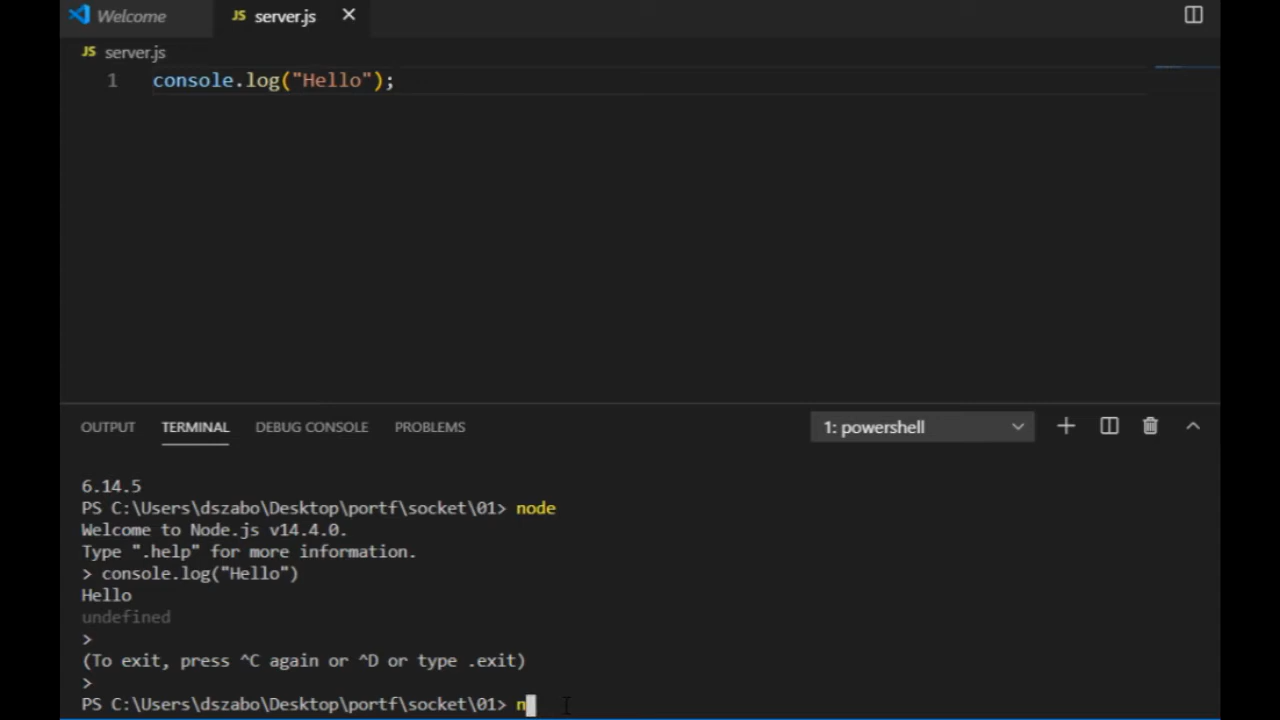 Welcome JS server.js
JS server.js
1 console.log("Hello");
OUTPUT TERMINAL DEBUG CONSOLE PROBLEMS 1: powershell
6.14.5
PS C:\Users\dszabo\Desktop\portf\socket\01> node
Welcome to Node.js v14.4.0.
Type ".help" for more information.
> console.log("Hello")
Hello
undefined
>
(To exit, press ^C again or ^D or type .exit)
>
PS C:\Users\dszabo\Desktop\portf\socket\01> n